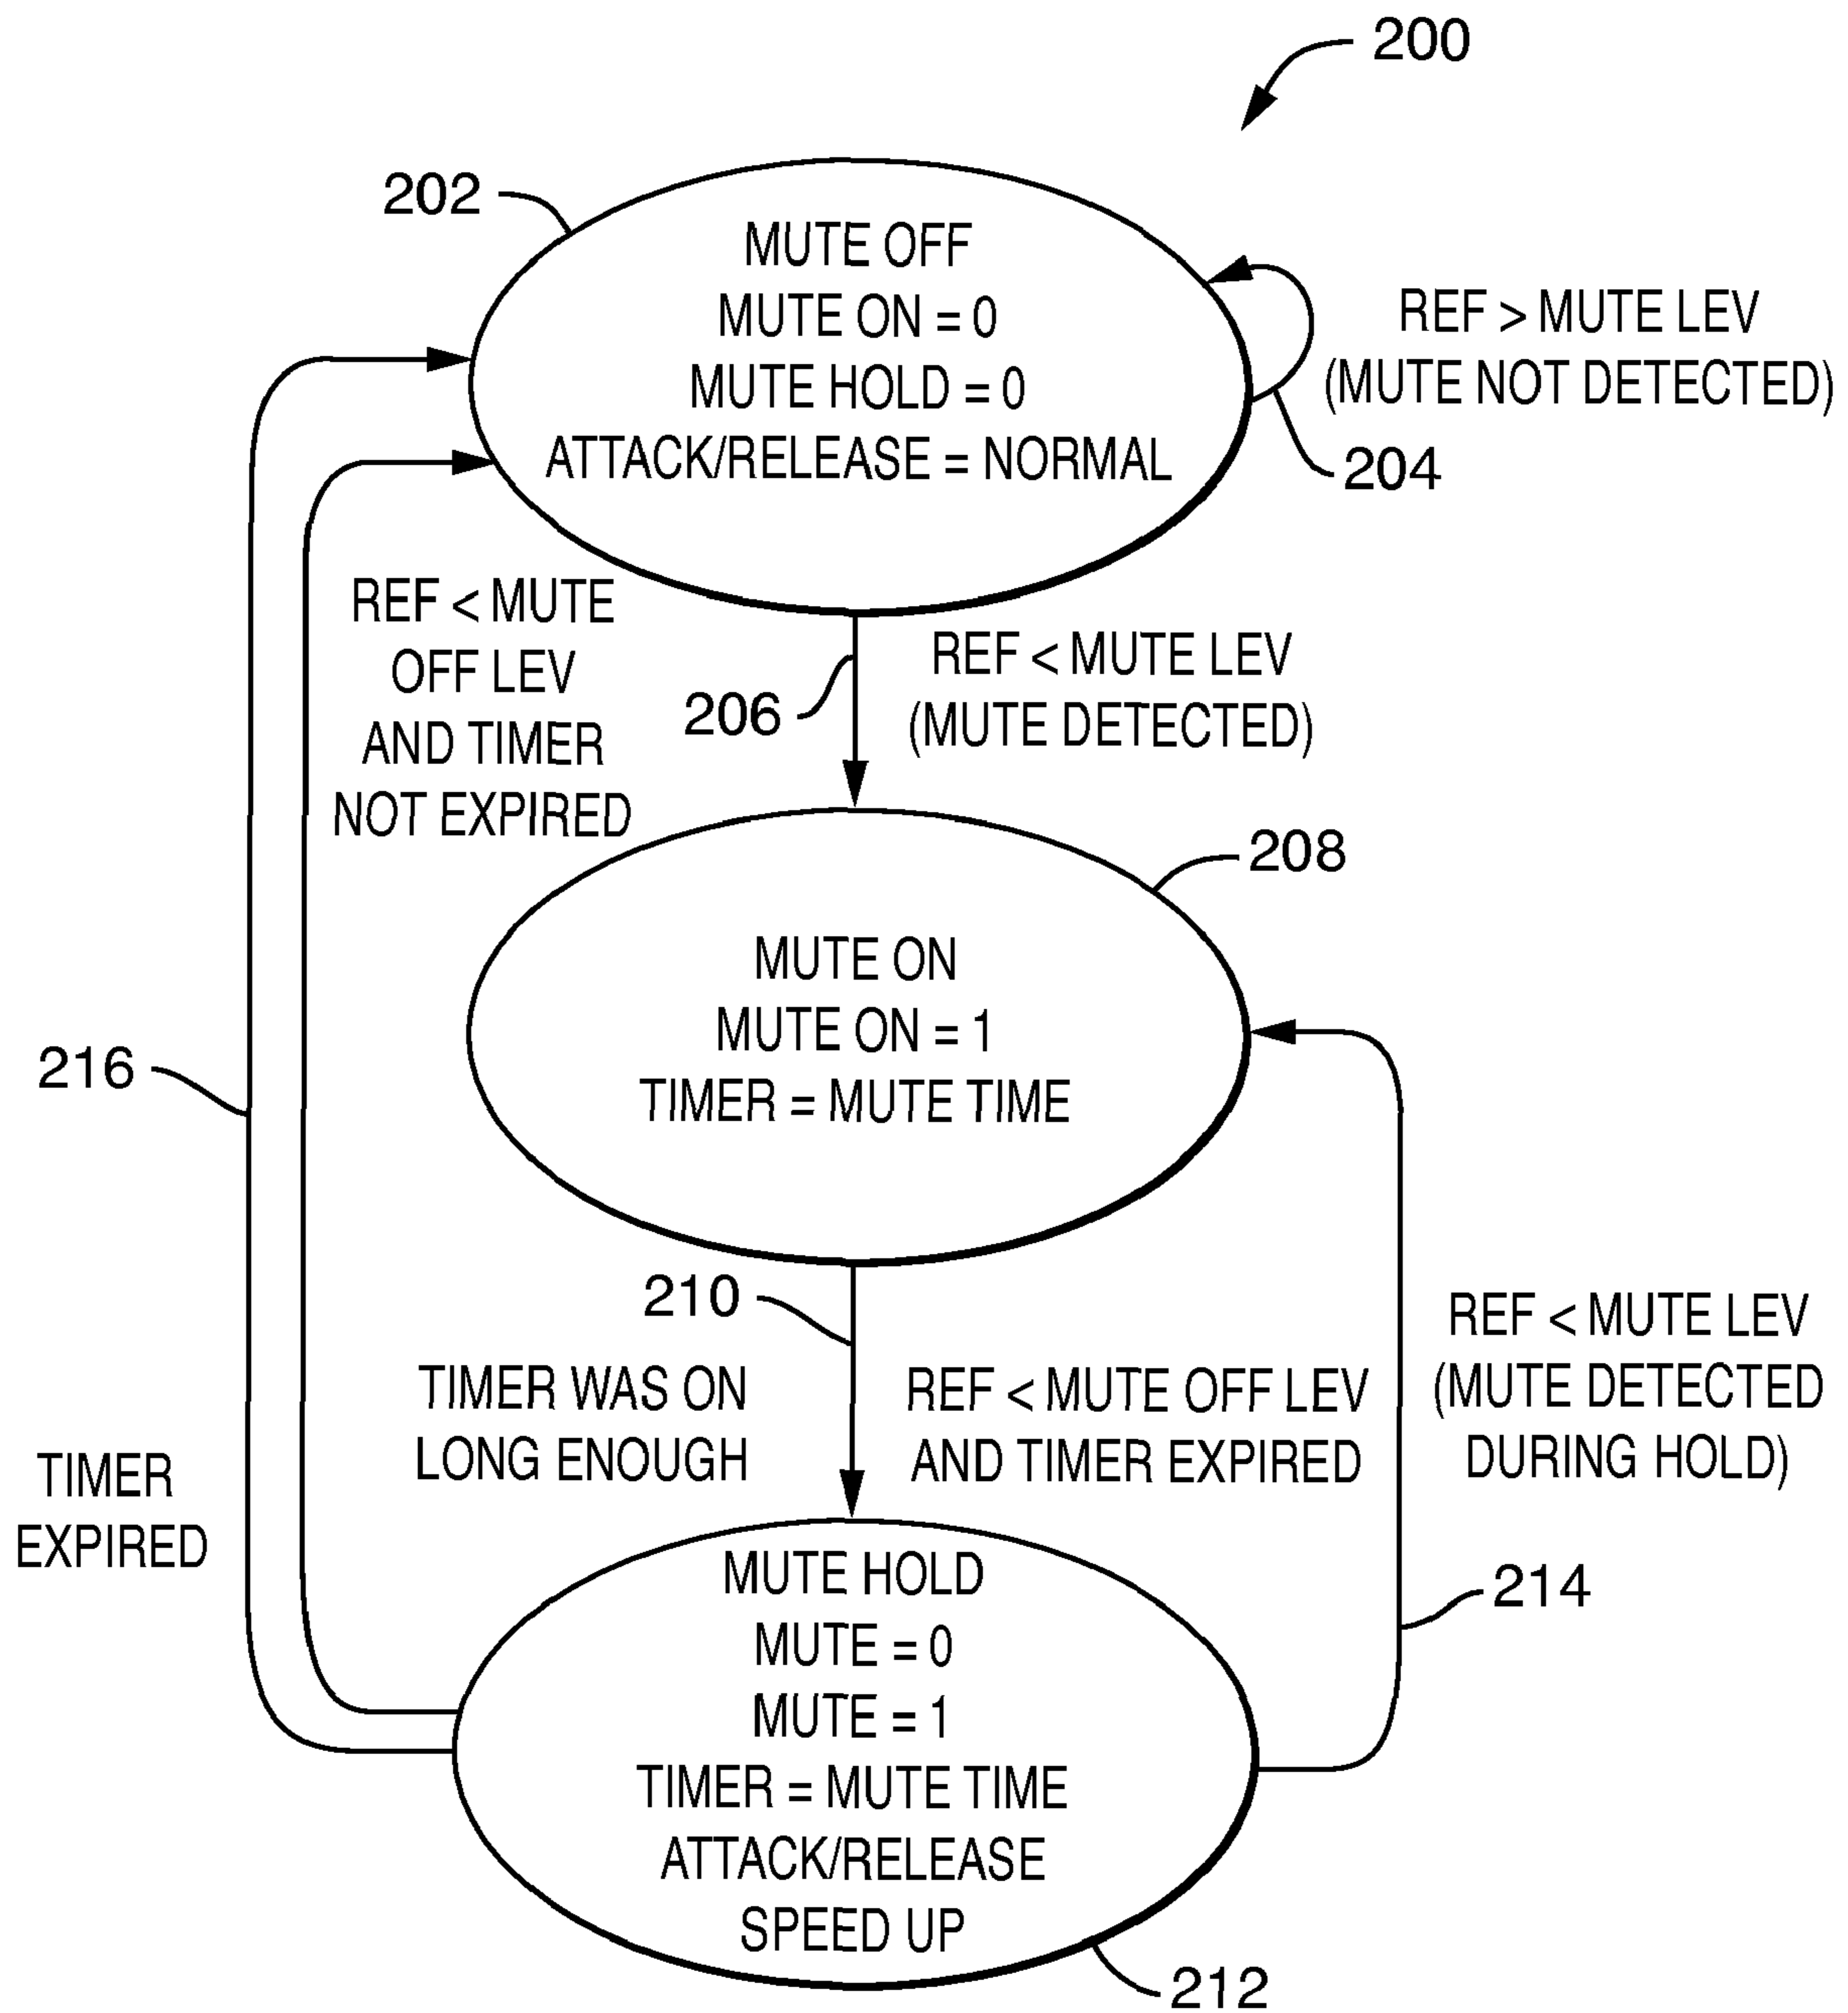 200
202
MUTE OFF
MUTE ON = 0
MUTE HOLD = 0
ATTACK/RELEASE = NORMAL
REF > MUTE LEV
(MUTE NOT DETECTED)
204
REF < MUTE
OFF LEV
AND TIMER
NOT EXPIRED
206
REF < MUTE LEV
(MUTE DETECTED)
208
MUTE ON
MUTE ON = 1
TIMER = MUTE TIME
216
210
TIMER WAS ON
LONG ENOUGH
REF < MUTE OFF LEV
AND TIMER EXPIRED
REF < MUTE LEV
(MUTE DETECTED
DURING HOLD)
TIMER
EXPIRED
214
MUTE HOLD
MUTE = 0
MUTE = 1
TIMER = MUTE TIME
ATTACK/RELEASE
SPEED UP
212